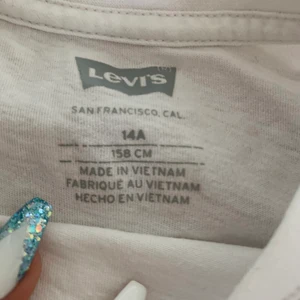 Levi's
SAN FRANCISCO, CAL.
14A
158 CM
MADE IN VIETNAM
FABRIQUÉ AU VIETNAM
HECHO EN VIETNAM